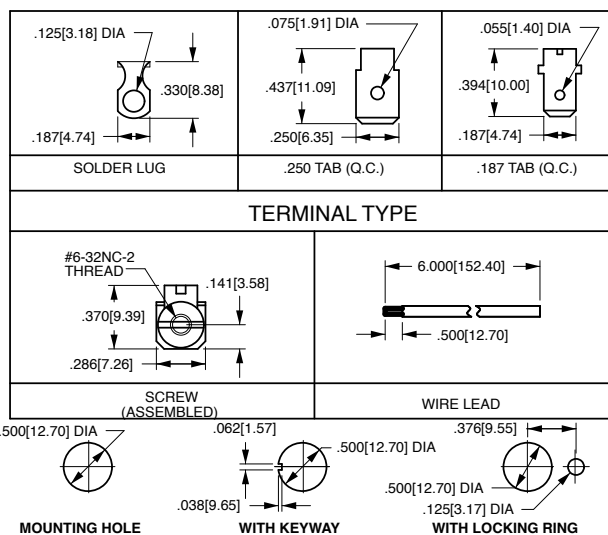 .125[3.18] DIA
.330[8.38]
.187[4.74]
SOLDER LUG
.075[1.91] DIA
.437[11.09]
.250[6.35]
.250 TAB (Q.C.)
.055[1.40] DIA
.394[10.00]
.187[4.74]
.187 TAB (Q.C.)
TERMINAL TYPE
#6-32NC-2
THREAD
.141[3.58]
.370[9.39]
.286[7.26]
SCREW
(ASSEMBLED)
6.000[152.40]
.500[12.70]
WIRE LEAD
.500[12.70] DIA
MOUNTING HOLE
.062[1.57]
.500[12.70] DIA
.038[9.65]
WITH KEYWAY
.376[9.55]
.500[12.70] DIA
.125[3.17] DIA
WITH LOCKING RING